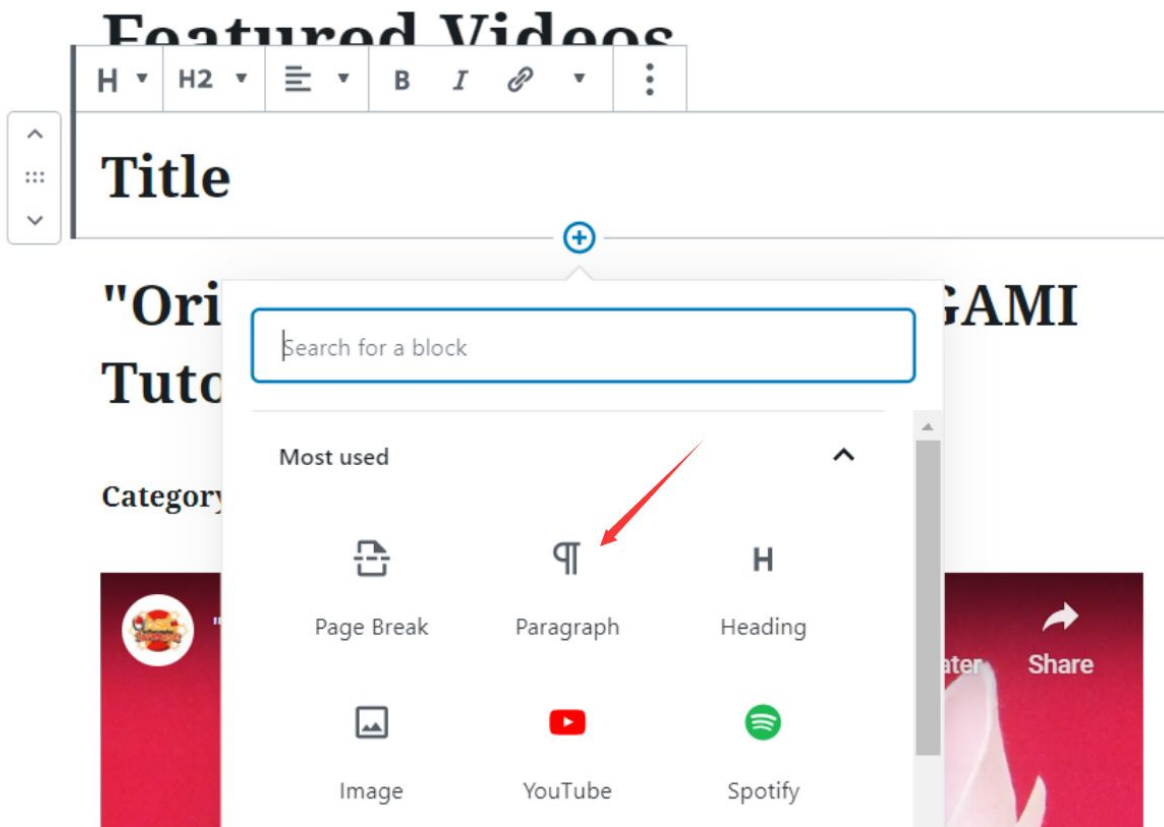 Featured Videos
H H2 B I
Title
"Ori GAMI
Search for a block
Tuto
Most used
Category
Page Break Paragraph Heading
Share
Image YouTube Spotify